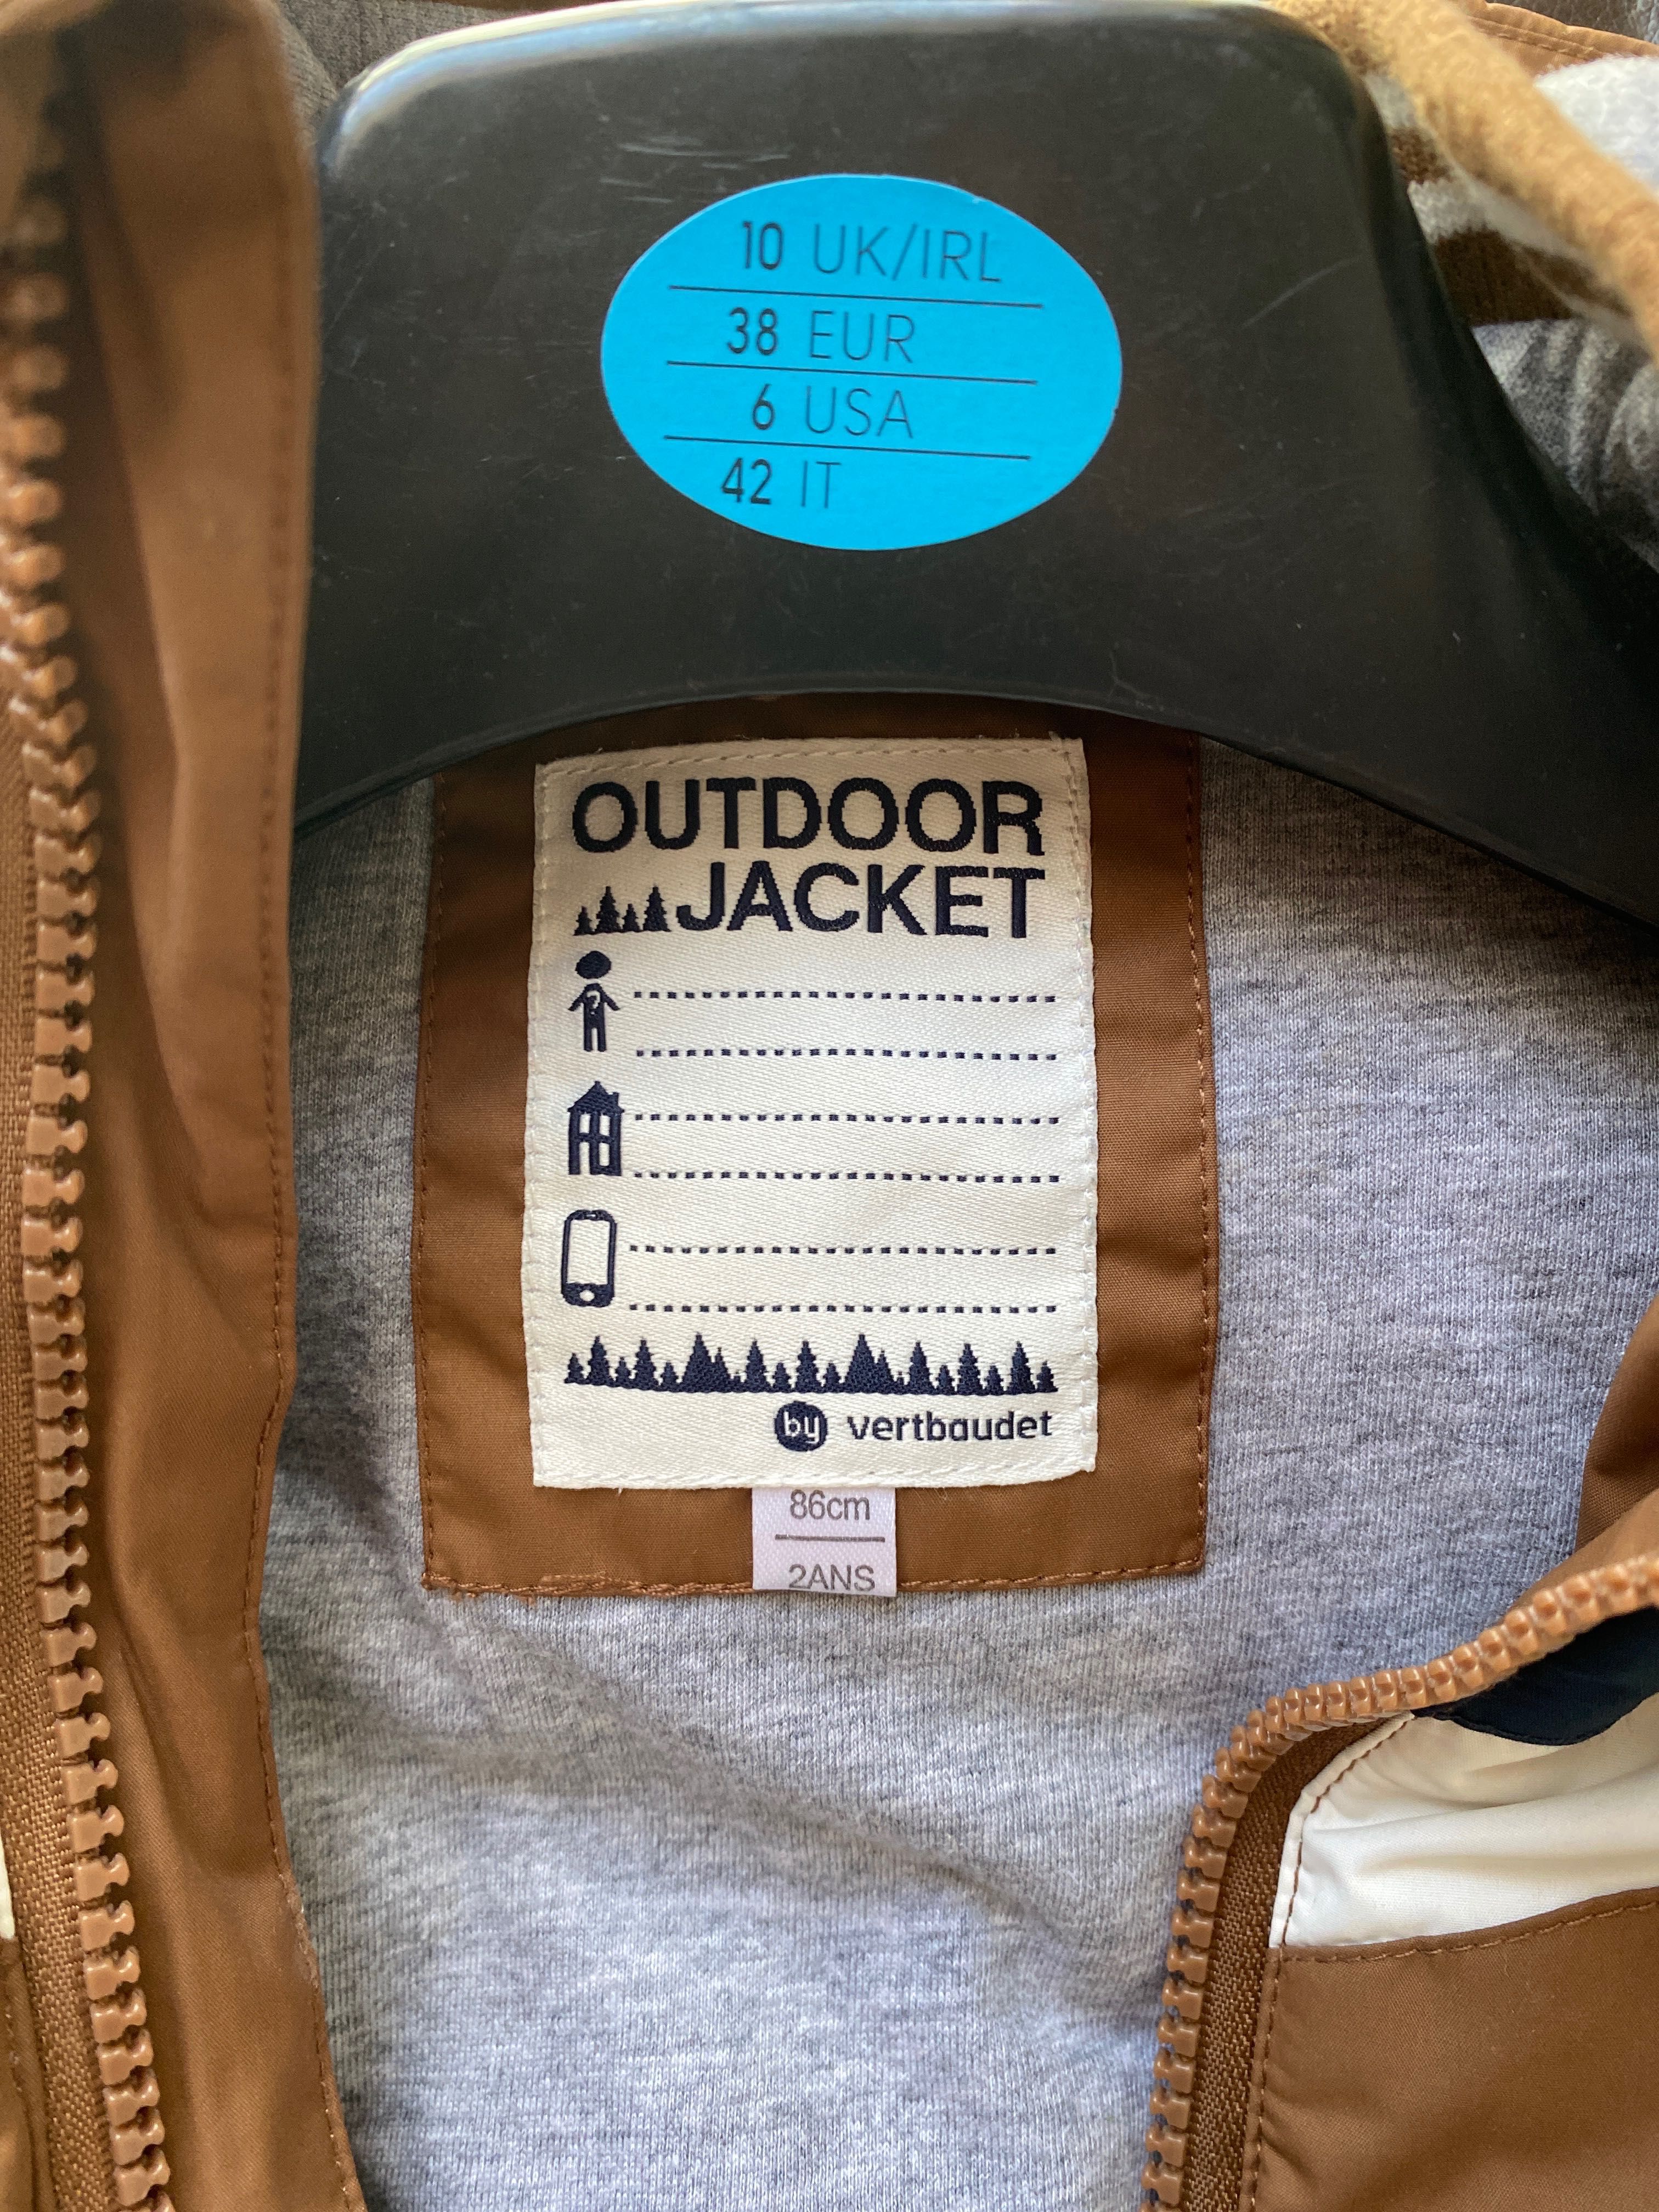 10 UK/IRL
38 EUR
6 USA
42 IT
OUTDOOR
JACKET
by vertbaudet
86cm
2ANS